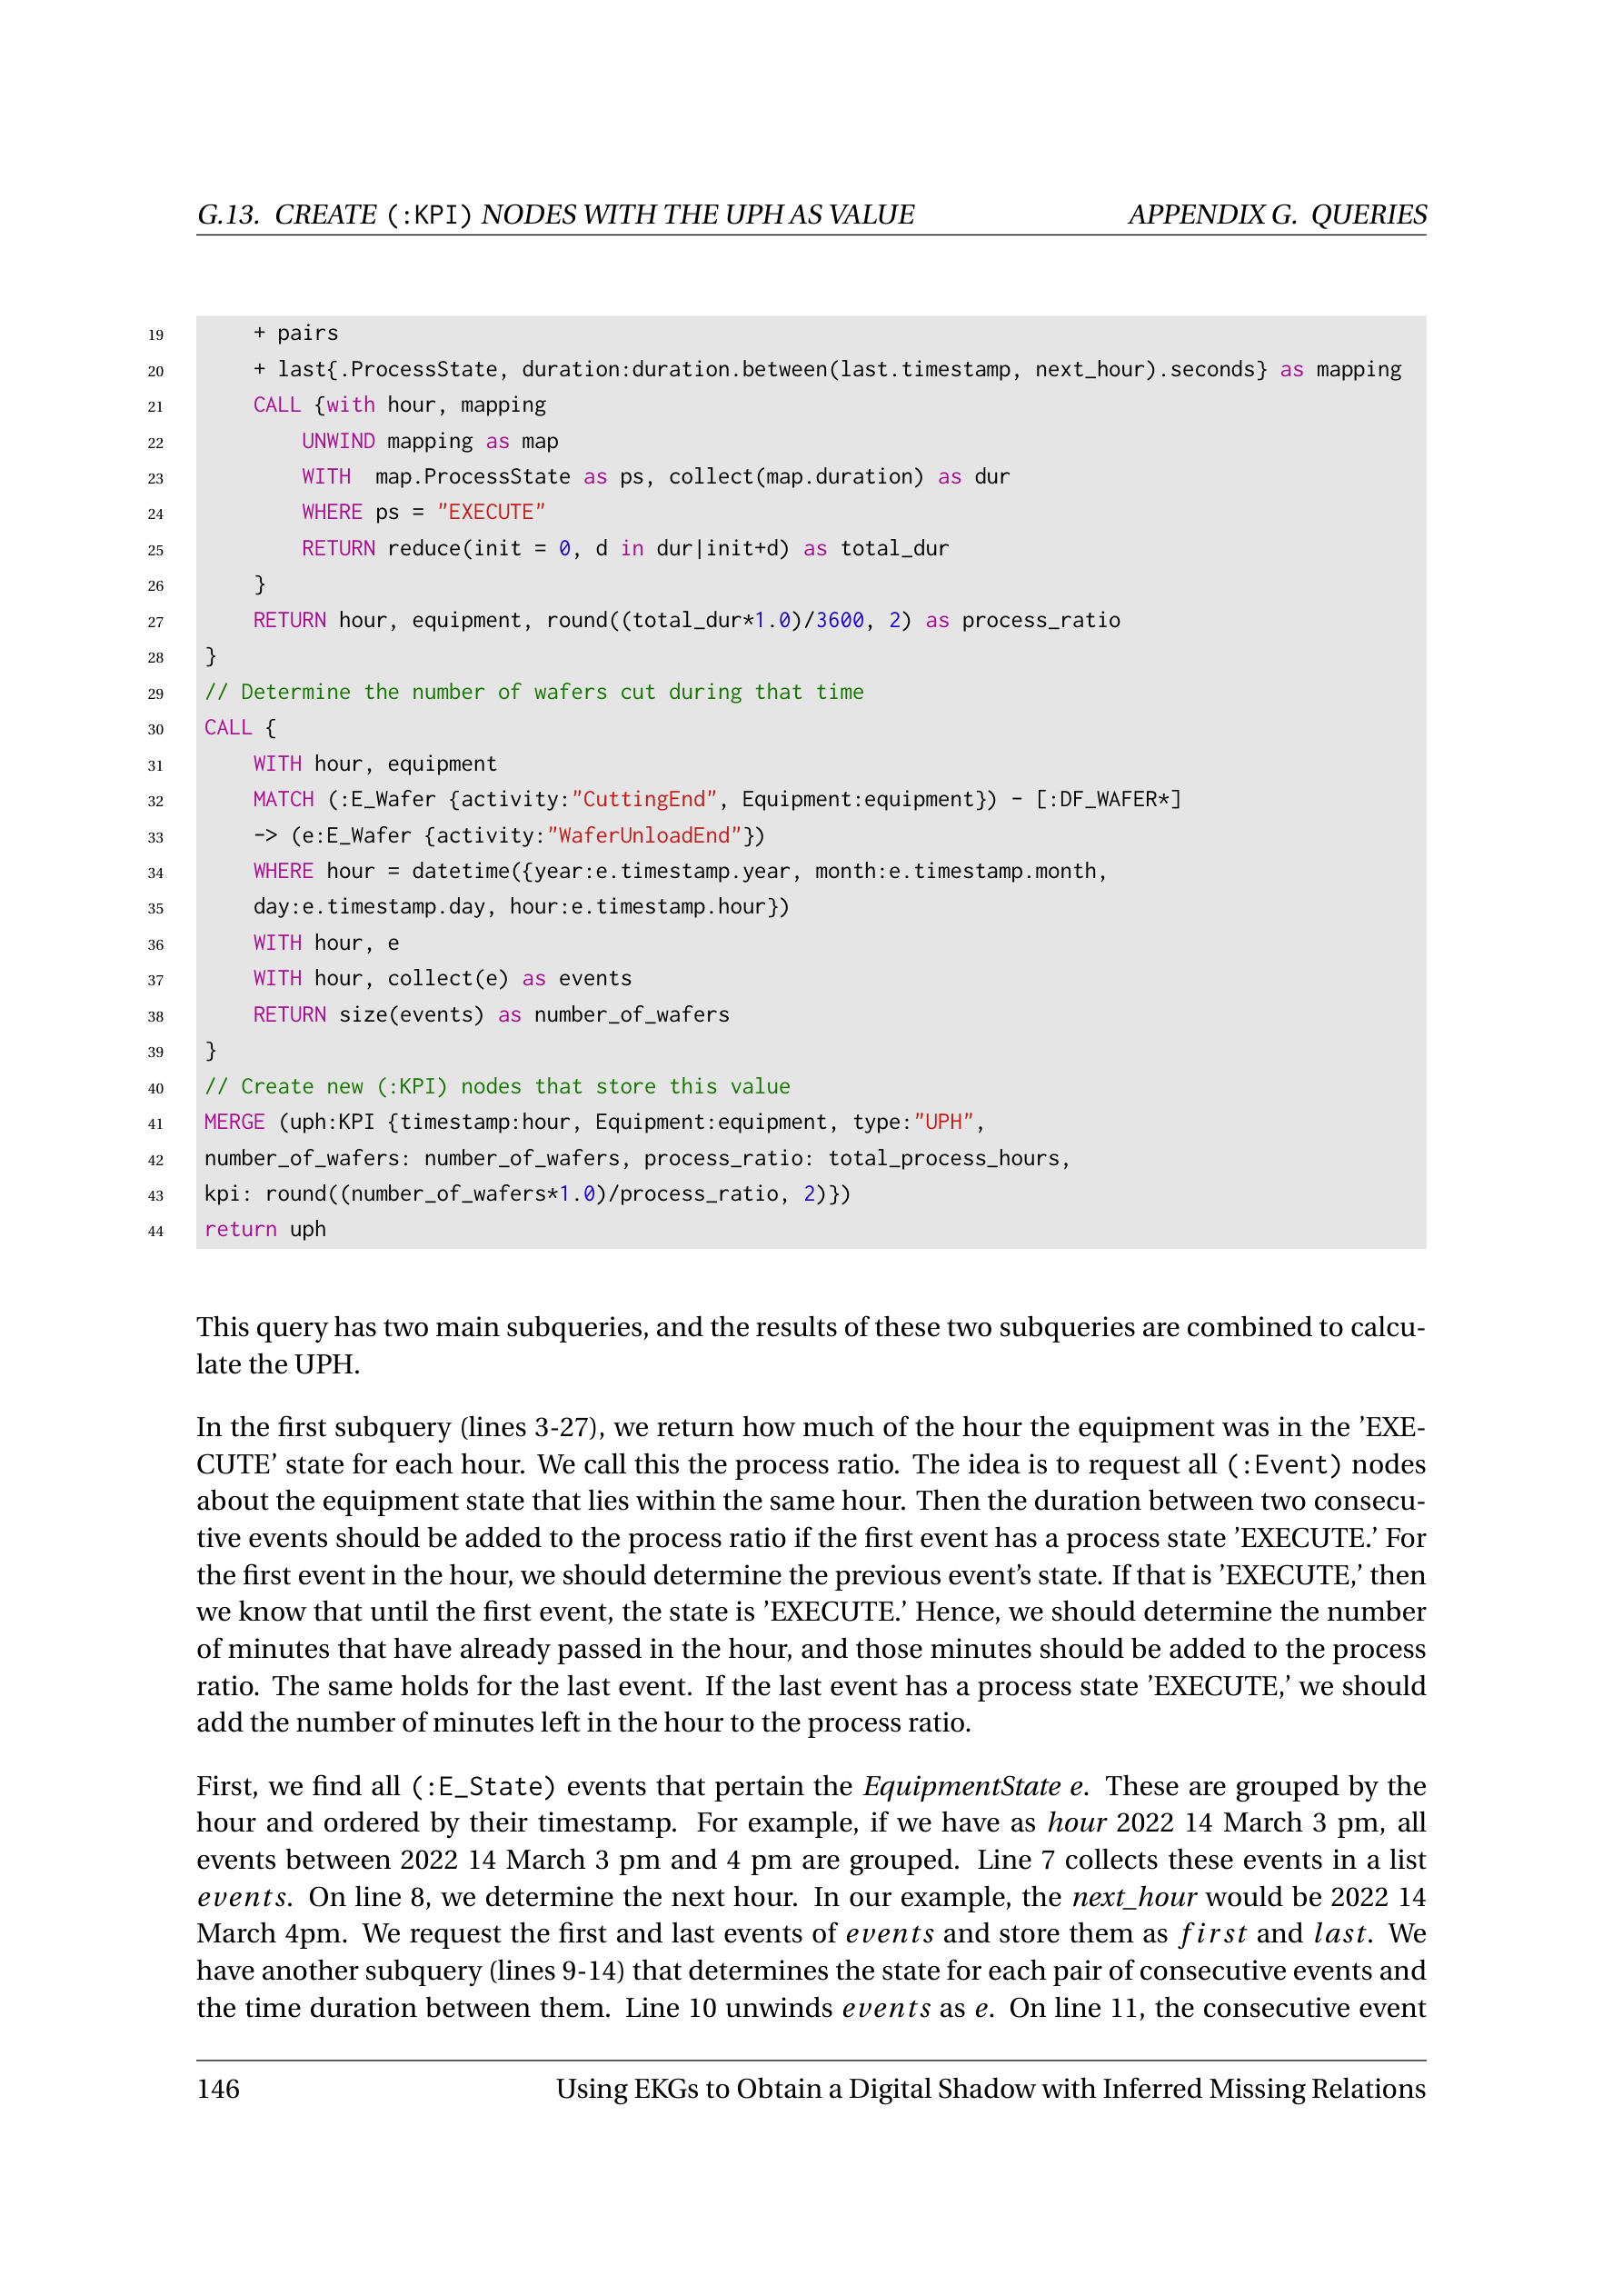 G.13. CREATE (:KPI) NODES WITH THE UPH AS VALUE APPENDIX G. QUERIES
19 + pairs
20 + last{.ProcessState, duration:duration.between(last.timestamp, next_hour).seconds} as mapping
21 CALL {with hour, mapping
22 UNWIND mapping as map
23 WITH  map.ProcessState as ps, collect(map.duration) as dur
24 WHERE ps = "EXECUTE"
25 RETURN reduce(init = 0, d in dur|init+d) as total_dur
26 }
27 RETURN hour, equipment, round((total_dur*1.0)/3600, 2) as process_ratio
28 }
29 // Determine the number of wafers cut during that time
30 CALL {
31 WITH hour, equipment
32 MATCH (:E_Wafer {activity:"CuttingEnd", Equipment:equipment}) - [:DF_WAFER*]
33 -> (e:E_Wafer {activity:"WaferUnloadEnd"})
34 WHERE hour = datetime({year:e.timestamp.year, month:e.timestamp.month,
35 day:e.timestamp.day, hour:e.timestamp.hour})
36 WITH hour, e
37 WITH hour, collect(e) as events
38 RETURN size(events) as number_of_wafers
39 }
40 // Create new (:KPI) nodes that store this value
41 MERGE (uph:KPI {timestamp:hour, Equipment:equipment, type:"UPH",
42 number_of_wafers: number_of_wafers, process_ratio: total_process_hours,
43 kpi: round((number_of_wafers*1.0)/process_ratio, 2)})
44 return uph
This query has two main subqueries, and the results of these two subqueries are combined to calcu-
late the UPH.
In the first subquery (lines 3-27), we return how much of the hour the equipment was in the ’EXE-
CUTE’ state for each hour. We call this the process ratio. The idea is to request all (:Event) nodes
about the equipment state that lies within the same hour. Then the duration between two consecu-
tive events should be added to the process ratio if the first event has a process state ’EXECUTE.’ For
the first event in the hour, we should determine the previous event’s state. If that is ’EXECUTE,’ then
we know that until the first event, the state is ’EXECUTE.’ Hence, we should determine the number
of minutes that have already passed in the hour, and those minutes should be added to the process
ratio. The same holds for the last event. If the last event has a process state ’EXECUTE,’ we should
add the number of minutes left in the hour to the process ratio.
First, we find all (:E_State) events that pertain the EquipmentState e. These are grouped by the
hour and ordered by their timestamp. For example, if we have as hour 2022 14 March 3 pm, all
events between 2022 14 March 3 pm and 4 pm are grouped. Line 7 collects these events in a list
events. On line 8, we determine the next hour. In our example, the next_hour would be 2022 14
March 4pm. We request the first and last events of events and store them as first and last. We
have another subquery (lines 9-14) that determines the state for each pair of consecutive events and
the time duration between them. Line 10 unwinds events as e. On line 11, the consecutive event
146 Using EKGs to Obtain a Digital Shadow with Inferred Missing Relations